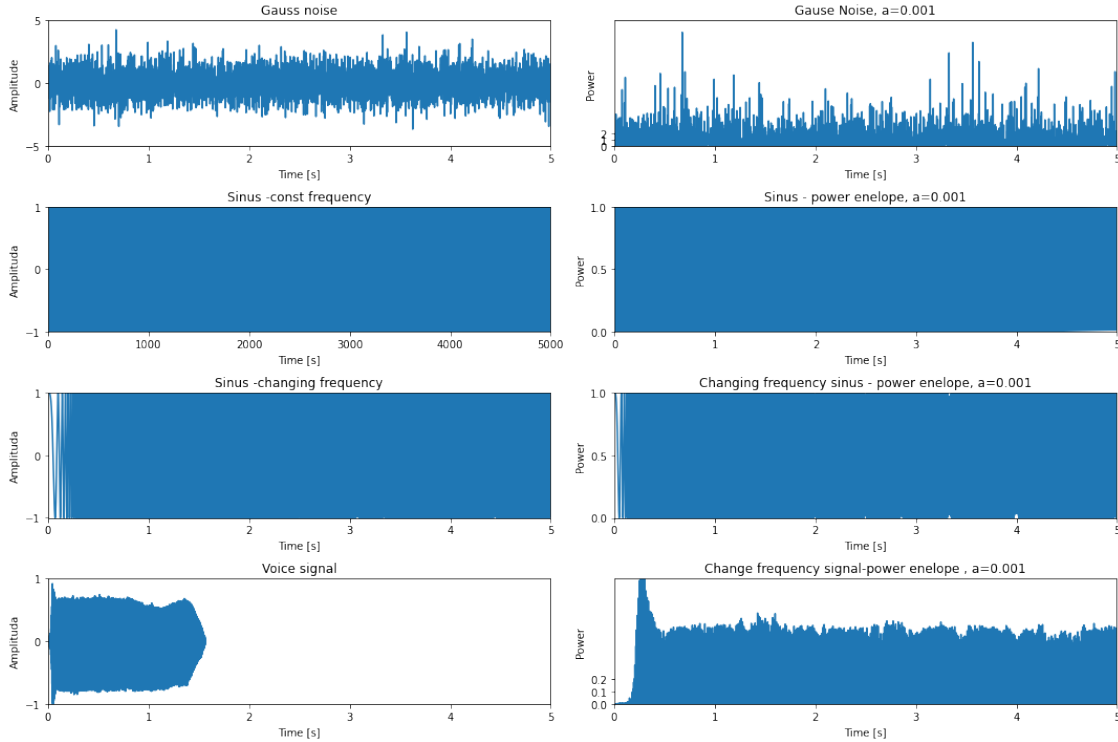 Gauss noise
5
0
−5
Amplitude
0 1 2 3 4 5
Time [s]
Gause Noise, a=0.001
2
1
0
Power
0 1 2 3 4 5
Time [s]
Sinus -const frequency
1
0
−1
Amplituda
0 1000 2000 3000 4000 5000
Time [s]
Sinus - power enelope, a=0.001
1.0
0.5
0.0
Power
0 1 2 3 4 5
Time [s]
Sinus -changing frequency
1
0
−1
Amplituda
0 1 2 3 4 5
Time [s]
Changing frequency sinus - power enelope, a=0.001
1.0
0.5
0.0
Power
0 1 2 3 4 5
Time [s]
Voice signal
1
0
−1
Amplituda
0 1 2 3 4 5
Time [s]
Change frequency signal-power enelope , a=0.001
0.2
0.1
0.0
Power
0 1 2 3 4 5
Time [s]